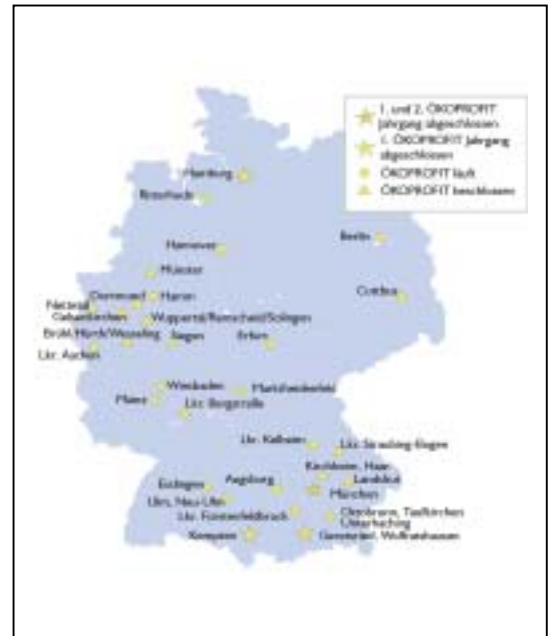 1. und 2. ÖKOPROFIT
Jahrgang abgeschlossen
1. ÖKOPROFIT Jahrgang
abgeschlossen
ÖKOPROFIT läuft
ÖKOPROFIT beschlossen
Hamburg
Hannover
Berlin
Münster
Cottbus
Dortmund
Hamm
Gelsenkirchen
Wuppertal/Remscheid/Solingen
Brühl/Hürth/Wesseling
Siegen
Erfurt
Lkr. Aachen
Wiesbaden
Marktheidenfeld
Mainz
Lkr. Bergstraße
Lkr. Kelheim
Lkr. Straubing-Bogen
Kirchheim, Haar
Esslingen
Augsburg
Landshut
München
Ulm, Neu-Ulm
Ottobrunn, Taufkirchen
Lkr. Fürstenfeldbruck
Unterhaching
Kempten
Geretsried, Wolfratshausen